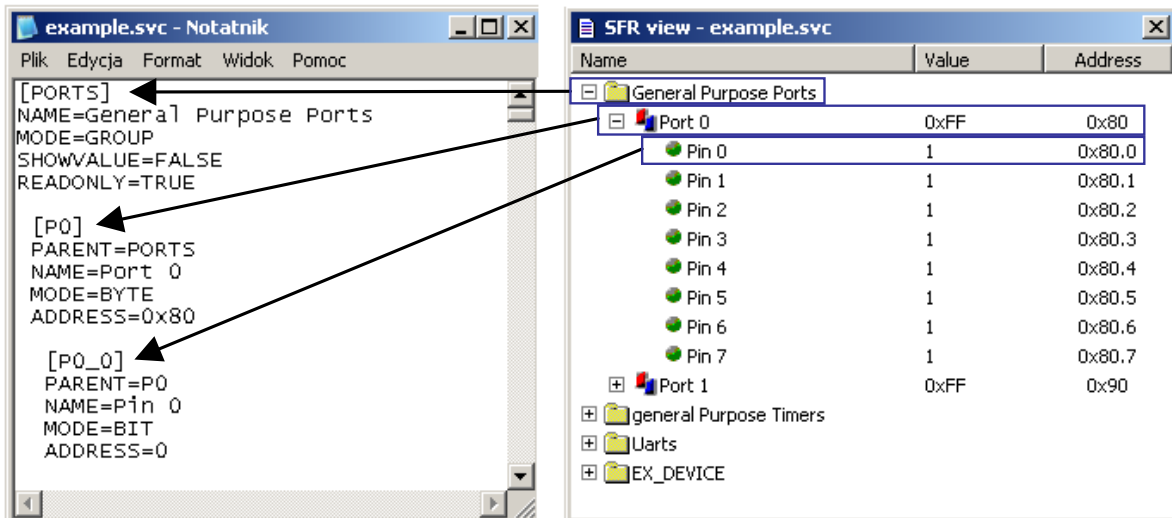 example.svc - Notatnik
Plik Edycja Format Widok Pomoc
[PORTS]
NAME=General Purpose Ports
MODE=GROUP
SHOWVALUE=FALSE
READONLY=TRUE
[P0]
PARENT=PORTS
NAME=Port 0
MODE=BYTE
ADDRESS=0x80
[P0_0]
PARENT=P0
NAME=Pin 0
MODE=BIT
ADDRESS=0
SFR view - example.svc
Name Value Address
General Purpose Ports
Port 0 0xFF 0x80
Pin 0 1 0x80.0
Pin 1 1 0x80.1
Pin 2 1 0x80.2
Pin 3 1 0x80.3
Pin 4 1 0x80.4
Pin 5 1 0x80.5
Pin 6 1 0x80.6
Pin 7 1 0x80.7
Port 1 0xFF 0x90
general Purpose Timers
Uarts
EX_DEVICE